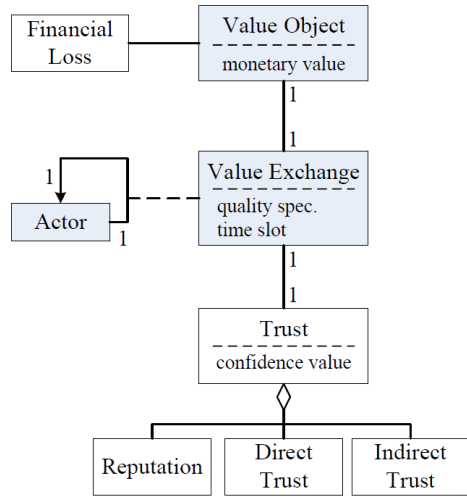 Financial
Loss
Value Object
monetary value
1
1
Value Exchange
quality spec.
time slot
1
Actor
1
1
1
Trust
confidence value
Reputation
Direct
Trust
Indirect
Trust